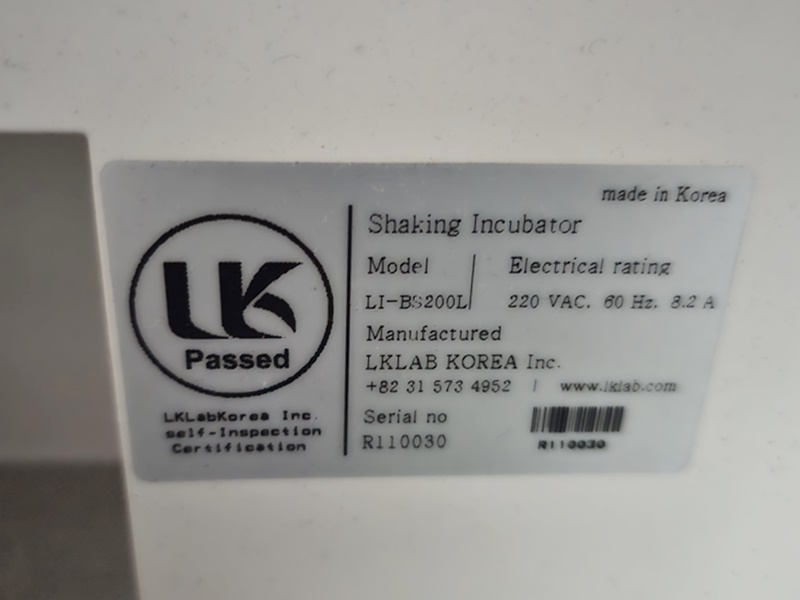 made in Korea
Shaking Incubator
Model
Electrical rating
LI-BS200L
220 VAC. 60 Hz. 8.2 A
Manufactured
LKLAB KOREA Inc.
+82 31 573 4952 | www.lklab.com
Serial no
R110030
R110030
LK
Passed
LKLabKorea Inc.
self-Inspection
Certification